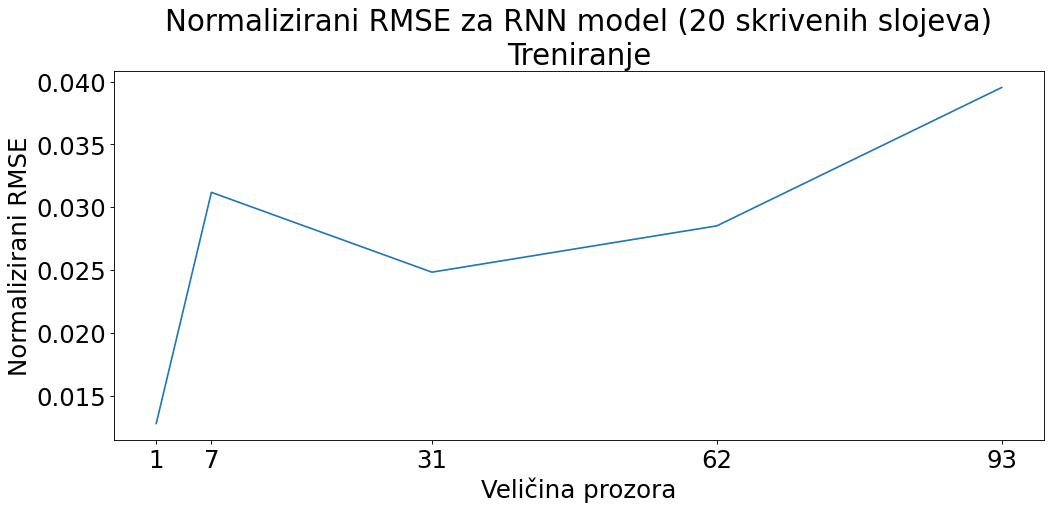 Normalizirani RMSE za RNN model (20 skrivenih slojeva)
Treniranje
Normalizirani RMSE
0.040
0.035
0.030
0.025
0.020
0.015
1 7 31 62 93
Veličina prozora